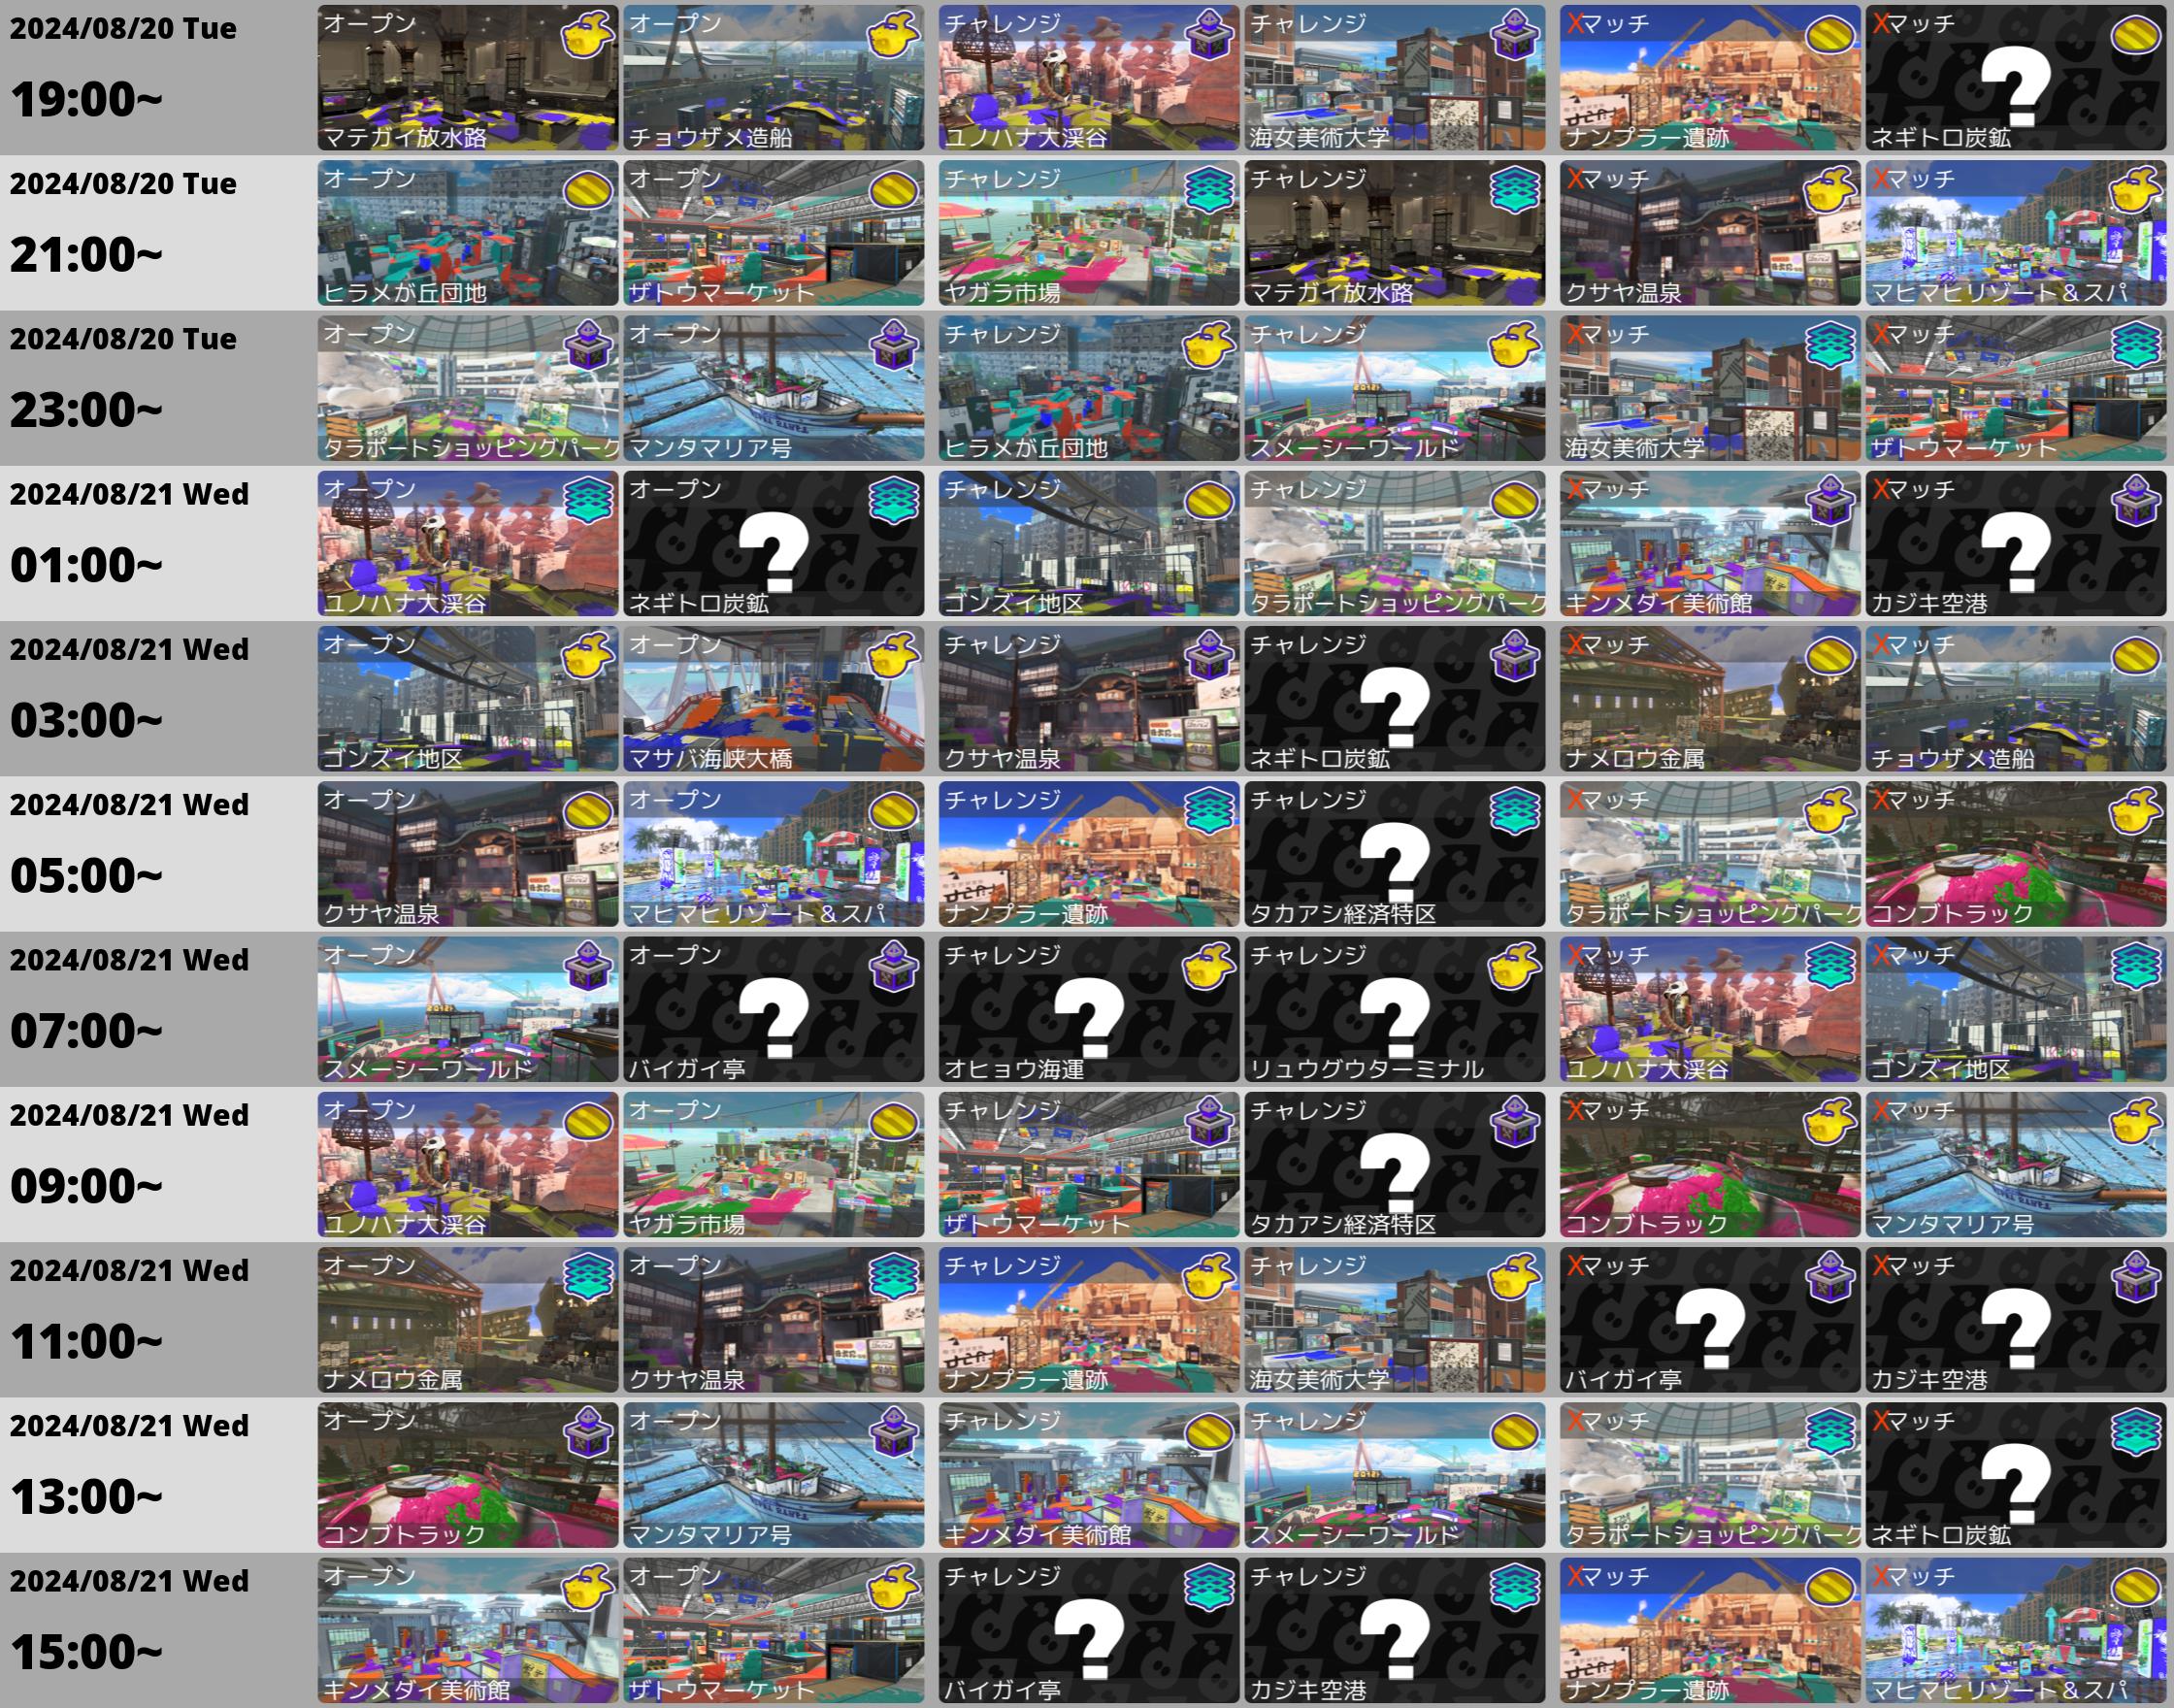 2024/08/20 Tue
19:00~
オープン オープン チャレンジ チャレンジ Xマッチ Xマッチ
マテガイ放水路 チョウザメ造船 ユノハナ大渓谷 海女美術大学 ナンプラー遺跡 ネギトロ炭鉱
2024/08/20 Tue
21:00~
オープン オープン チャレンジ チャレンジ Xマッチ Xマッチ
ヒラメが丘団地 ザトウマーケット ヤガラ市場 マテガイ放水路 クサヤ温泉 マヒマヒリゾート＆スパ
2024/08/20 Tue
23:00~
オープン オープン チャレンジ チャレンジ Xマッチ Xマッチ
タラポートショッピングパーク マンタマリア号 ヒラメが丘団地 スメーシーワールド 海女美術大学 ザトウマーケット
2024/08/21 Wed
01:00~
オープン オープン チャレンジ チャレンジ Xマッチ Xマッチ
ユノハナ大渓谷 ネギトロ炭鉱 ゴンズイ地区 タラポートショッピングパーク キンメダイ美術館 カジキ空港
2024/08/21 Wed
03:00~
オープン オープン チャレンジ チャレンジ Xマッチ Xマッチ
ゴンズイ地区 マサバ海峡大橋 クサヤ温泉 ネギトロ炭鉱 ナメロウ金属 チョウザメ造船
2024/08/21 Wed
05:00~
オープン オープン チャレンジ チャレンジ Xマッチ Xマッチ
クサヤ温泉 マヒマヒリゾート＆スパ ナンプラー遺跡 タカアシ経済特区 タラポートショッピングパーク コンブトラック
2024/08/21 Wed
07:00~
オープン オープン チャレンジ チャレンジ Xマッチ Xマッチ
スメーシーワールド バイガイ亭 オヒョウ海運 リュウグウターミナル ユノハナ大渓谷 ゴンズイ地区
2024/08/21 Wed
09:00~
オープン オープン チャレンジ チャレンジ Xマッチ Xマッチ
ユノハナ大渓谷 ヤガラ市場 ザトウマーケット タカアシ経済特区 コンブトラック マンタマリア号
2024/08/21 Wed
11:00~
オープン オープン チャレンジ チャレンジ Xマッチ Xマッチ
ナメロウ金属 クサヤ温泉 ナンプラー遺跡 海女美術大学 バイガイ亭 カジキ空港
2024/08/21 Wed
13:00~
オープン オープン チャレンジ チャレンジ Xマッチ Xマッチ
コンブトラック マンタマリア号 キンメダイ美術館 スメーシーワールド タラポートショッピングパーク ネギトロ炭鉱
2024/08/21 Wed
15:00~
オープン オープン チャレンジ チャレンジ Xマッチ Xマッチ
キンメダイ美術館 ザトウマーケット バイガイ亭 カジキ空港 ナンプラー遺跡 マヒマヒリゾート＆スパ